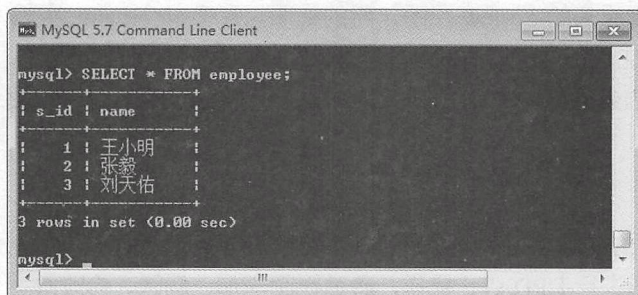 MySQL 5.7 Command Line Client
mysql> SELECT * FROM employee;
+------+-----------+
| s_id | name      |
+------+-----------+
|    1 | 王小明    |
|    2 | 张毅      |
|    3 | 刘天佑    |
+------+-----------+
3 rows in set (0.00 sec)
mysql>